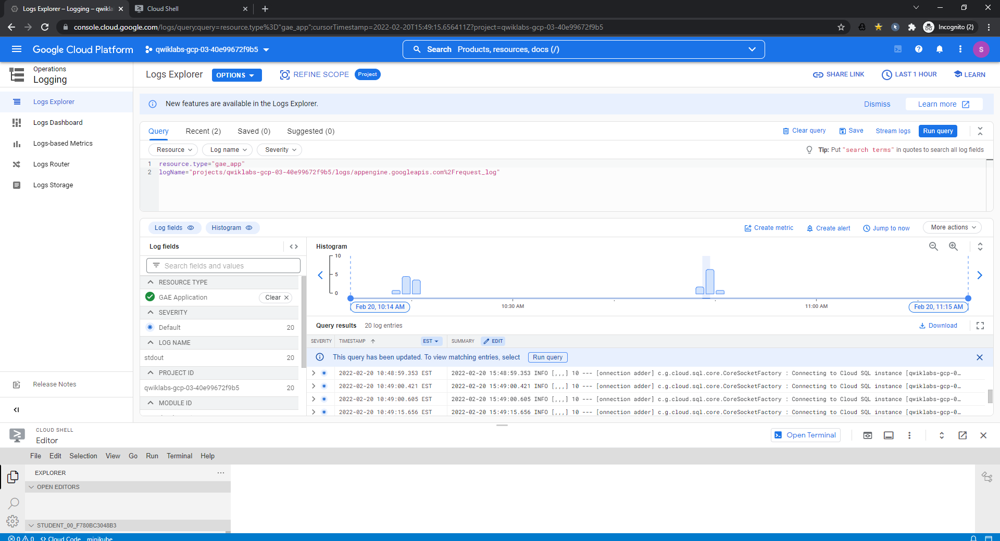 Logs Explorer – Logging – qwikla
Cloud Shell
console.cloud.google.com/logs/query;query=resource.type%3D"gae_app";cursorTimestamp=2022-02-20T15:49:15.656411Z?project=qwiklabs-gcp-03-40e99672f9b5
Incognito (2)
Google Cloud Platform
qwiklabs-gcp-03-40e99672f9b5
Search Products, resources, docs (/)
S
Operations
Logging
Logs Explorer
OPTIONS
REFINE SCOPE
Project
SHARE LINK
LAST 1 HOUR
LEARN
Logs Explorer
Logs Dashboard
Logs-based Metrics
Logs Router
Logs Storage
Release Notes
New features are available in the Logs Explorer.
Dismiss
Learn more
Query
Recent (2)
Saved (0)
Suggested (0)
Clear query
Save
Stream logs
Run query
Resource
Log name
Severity
Tip: Put "search terms" in quotes to search all log fields
1 resource.type="gae_app"
2 logName="projects/qwiklabs-gcp-03-40e99672f9b5/logs/appengine.googleapis.com%2Frequest_log"
Log fields
Histogram
Create metric
Create alert
Jump to now
More actions
Log fields
Search fields and values
RESOURCE TYPE
GAE Application
Clear
SEVERITY
Default 20
LOG NAME
stdout 20
PROJECT ID
qwiklabs-gcp-03-40e99672f9b5 20
MODULE ID
Histogram
10
5
0
Feb 20, 10:14 AM
10:30 AM
11:00 AM
Feb 20, 11:15 AM
Query results 20 log entries
Download
SEVERITY TIMESTAMP EST SUMMARY EDIT
This query has been updated. To view matching entries, select Run query
2022-02-20 10:48:59.353 EST 2022-02-20 15:48:59.353 INFO [,,,] 10 --- [onnection adder] c.g.cloud.sql.core.CoreSocketFactory : Connecting to Cloud SQL instance [qwiklabs-gcp-0…
2022-02-20 10:49:00.421 EST 2022-02-20 15:49:00.421 INFO [,,,] 10 --- [onnection adder] c.g.cloud.sql.core.CoreSocketFactory : Connecting to Cloud SQL instance [qwiklabs-gcp-0…
2022-02-20 10:49:00.605 EST 2022-02-20 15:49:00.605 INFO [,,,] 10 --- [onnection adder] c.g.cloud.sql.core.CoreSocketFactory : Connecting to Cloud SQL instance [qwiklabs-gcp-0…
2022-02-20 10:49:15.656 EST 2022-02-20 15:49:15.656 INFO [,,,] 10 --- [onnection adder] c.g.cloud.sql.core.CoreSocketFactory : Connecting to Cloud SQL instance [qwiklabs-gcp-0…
CLOUD SHELL
Editor
Open Terminal
File Edit Selection View Go Run Terminal Help
EXPLORER
OPEN EDITORS
STUDENT_00_F780BC3048B3
0 0 Cloud Code minikube